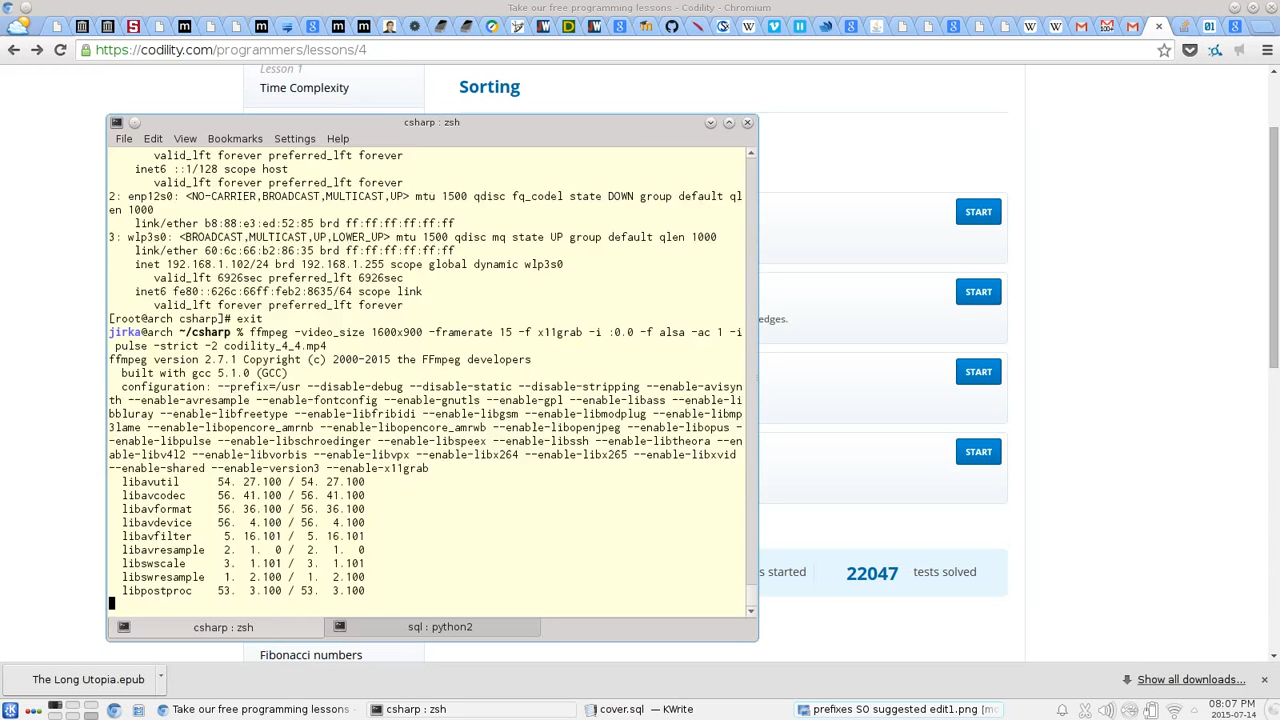 Take our free programming lessons - Codility - Chromium
100+
01
https://codility.com/programmers/lessons/4
Lesson 1
Time Complexity
Sorting
csharp : zsh
File Edit View Bookmarks Settings Help
valid_lft forever preferred_lft forever
inet6 ::1/128 scope host
valid_lft forever preferred_lft forever
2: enp12s0: <NO-CARRIER,BROADCAST,MULTICAST,UP> mtu 1500 qdisc fq_codel state DOWN group default ql
en 1000
link/ether b8:88:e3:ed:52:85 brd ff:ff:ff:ff:ff:ff
3: wlp3s0: <BROADCAST,MULTICAST,UP,LOWER_UP> mtu 1500 qdisc mq state UP group default qlen 1000
link/ether 60:6c:66:b2:86:35 brd ff:ff:ff:ff:ff:ff
inet 192.168.1.102/24 brd 192.168.1.255 scope global dynamic wlp3s0
valid_lft 6926sec preferred_lft 6926sec
inet6 fe80::626c:66ff:feb2:8635/64 scope link
valid_lft forever preferred_lft forever
[root@arch csharp]# exit
jirka@arch ~/csharp % ffmpeg -video_size 1600x900 -framerate 15 -f x11grab -i :0.0 -f alsa -ac 1 -i
pulse -strict -2 codility_4_4.mp4
ffmpeg version 2.7.1 Copyright (c) 2000-2015 the FFmpeg developers
built with gcc 5.1.0 (GCC)
configuration: --prefix=/usr --disable-debug --disable-static --disable-stripping --enable-avisyn
th --enable-avresample --enable-fontconfig --enable-gnutls --enable-gpl --enable-libass --enable-li
bbluray --enable-libfreetype --enable-libfribidi --enable-libgsm --enable-libmodplug --enable-libmp
3lame --enable-libopencore_amrnb --enable-libopencore_amrwb --enable-libopenjpeg --enable-libopus -
-enable-libpulse --enable-libschroedinger --enable-libspeex --enable-libssh --enable-libtheora --en
able-libv4l2 --enable-libvorbis --enable-libvpx --enable-libx264 --enable-libx265 --enable-libxvid
--enable-shared --enable-version3 --enable-x11grab
libavutil 54. 27.100 / 54. 27.100
libavcodec 56. 41.100 / 56. 41.100
libavformat 56. 36.100 / 56. 36.100
libavdevice 56. 4.100 / 56. 4.100
libavfilter 5. 16.101 / 5. 16.101
libavresample 2. 1. 0 / 2. 1. 0
libswscale 3. 1.101 / 3. 1.101
libswresample 1. 2.100 / 1. 2.100
libpostproc 53. 3.100 / 53. 3.100
csharp : zsh
sql : python2
START
START
edges.
START
START
s started
22047 tests solved
Fibonacci numbers
The Long Utopia.epub
Show all downloads...
Take our free programming lessons
csharp : zsh
cover.sql — KWrite
prefixes SO suggested edit1.png [mo
08:07 PM
2015-07-14